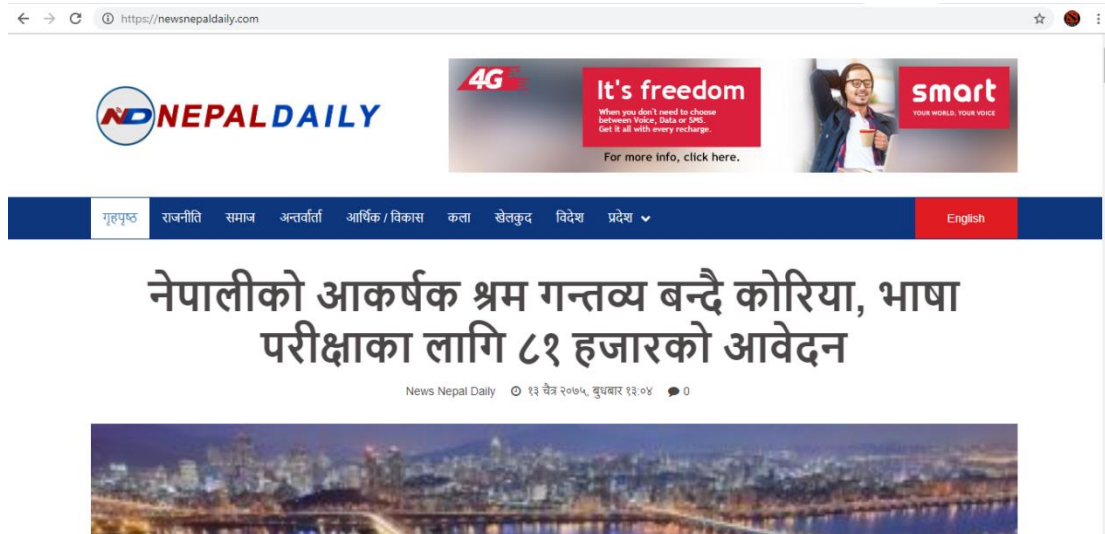 https://newsnepaldaily.com
ND NEPALDAILY
4G
It's freedom
When you don't need to choose
between Voice, Data or SMS.
Get it all with every recharge.
For more info, click here.
smart
YOUR WORLD. YOUR VOICE
गृहपृष्ठ राजनीति समाज अन्तर्वार्ता आर्थिक / विकास कला खेलकुद विदेश प्रदेश English
नेपालीको आकर्षक श्रम गन्तव्य बन्दै कोरिया, भाषा
परीक्षाका लागि ८१ हजारको आवेदन
News Nepal Daily १३ चैत्र २०७५, बुधबार १३:०४ 0